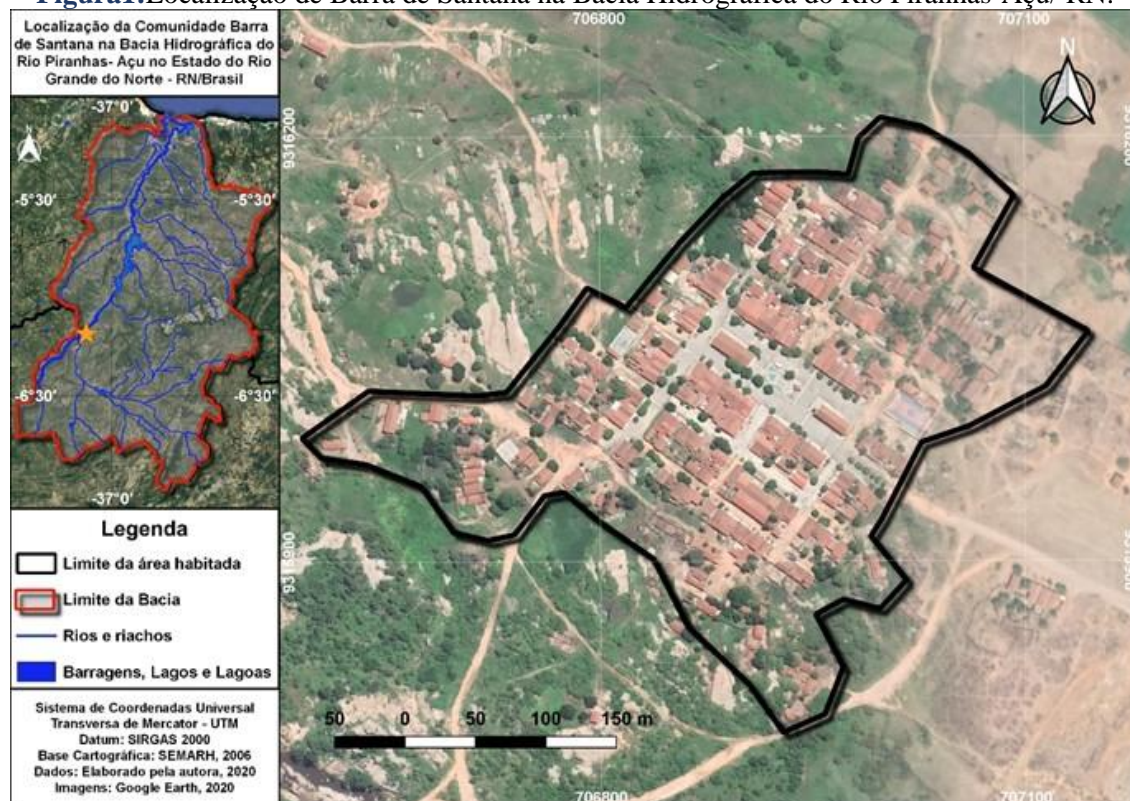 Figura1.Localização de Barra de Santana na Bacia Hidrográfica do Rio Piranhas-Açu/ RN.
Localização da Comunidade Barra
de Santana na Bacia Hidrográfica do
Rio Piranhas- Açu no Estado do Rio
Grande do Norte - RN/Brasil
-37°0'
-5°30'
-5°30'
-6°30'
-6°30'
-37°0'
Legenda
Limite da área habitada
Limite da Bacia
Rios e riachos
Barragens, Lagos e Lagoas
Sistema de Coordenadas Universal
Transversa de Mercator - UTM
Datum: SIRGAS 2000
Base Cartográfica: SEMARH, 2006
Dados: Elaborado pela autora, 2020
Imagens: Google Earth, 2020
706800
707100
N
9316200
9316200
9315900
9315900
50 0 50 100 150 m
706800
707100